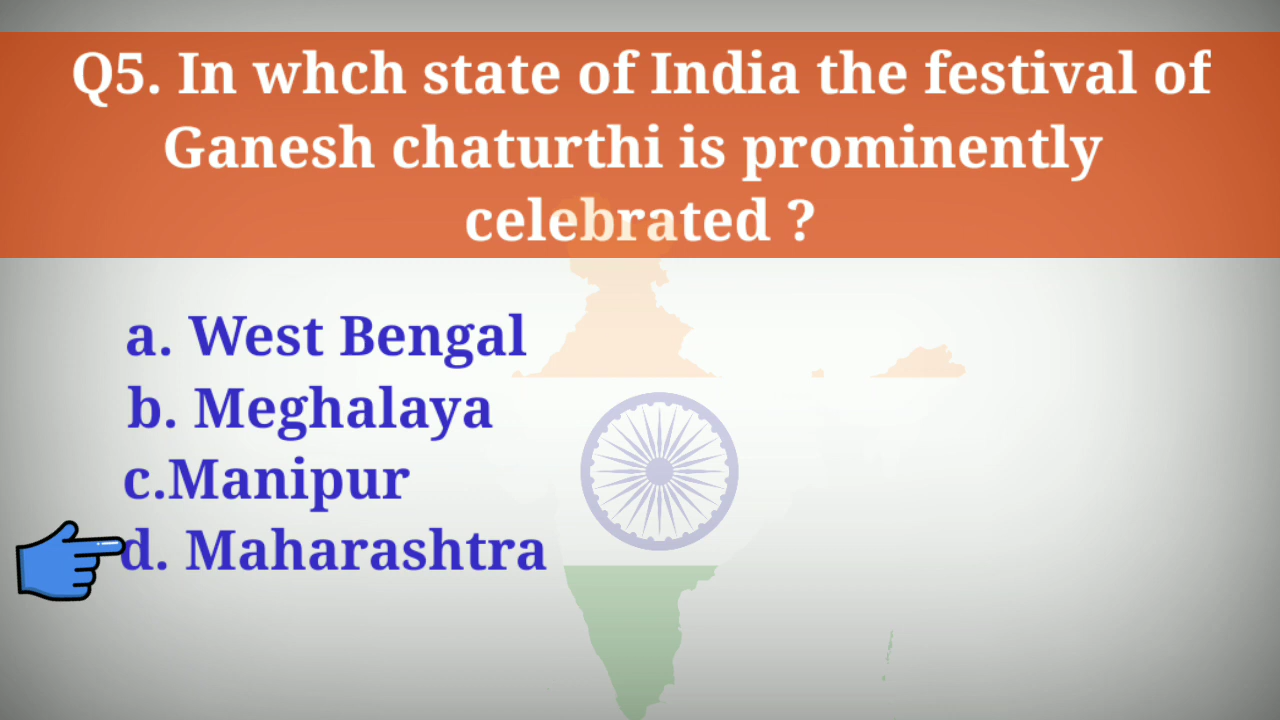 Q5. In whch state of India the festival of
Ganesh chaturthi is prominently
celebrated ?
a. West Bengal
b. Meghalaya
c.Manipur
d. Maharashtra